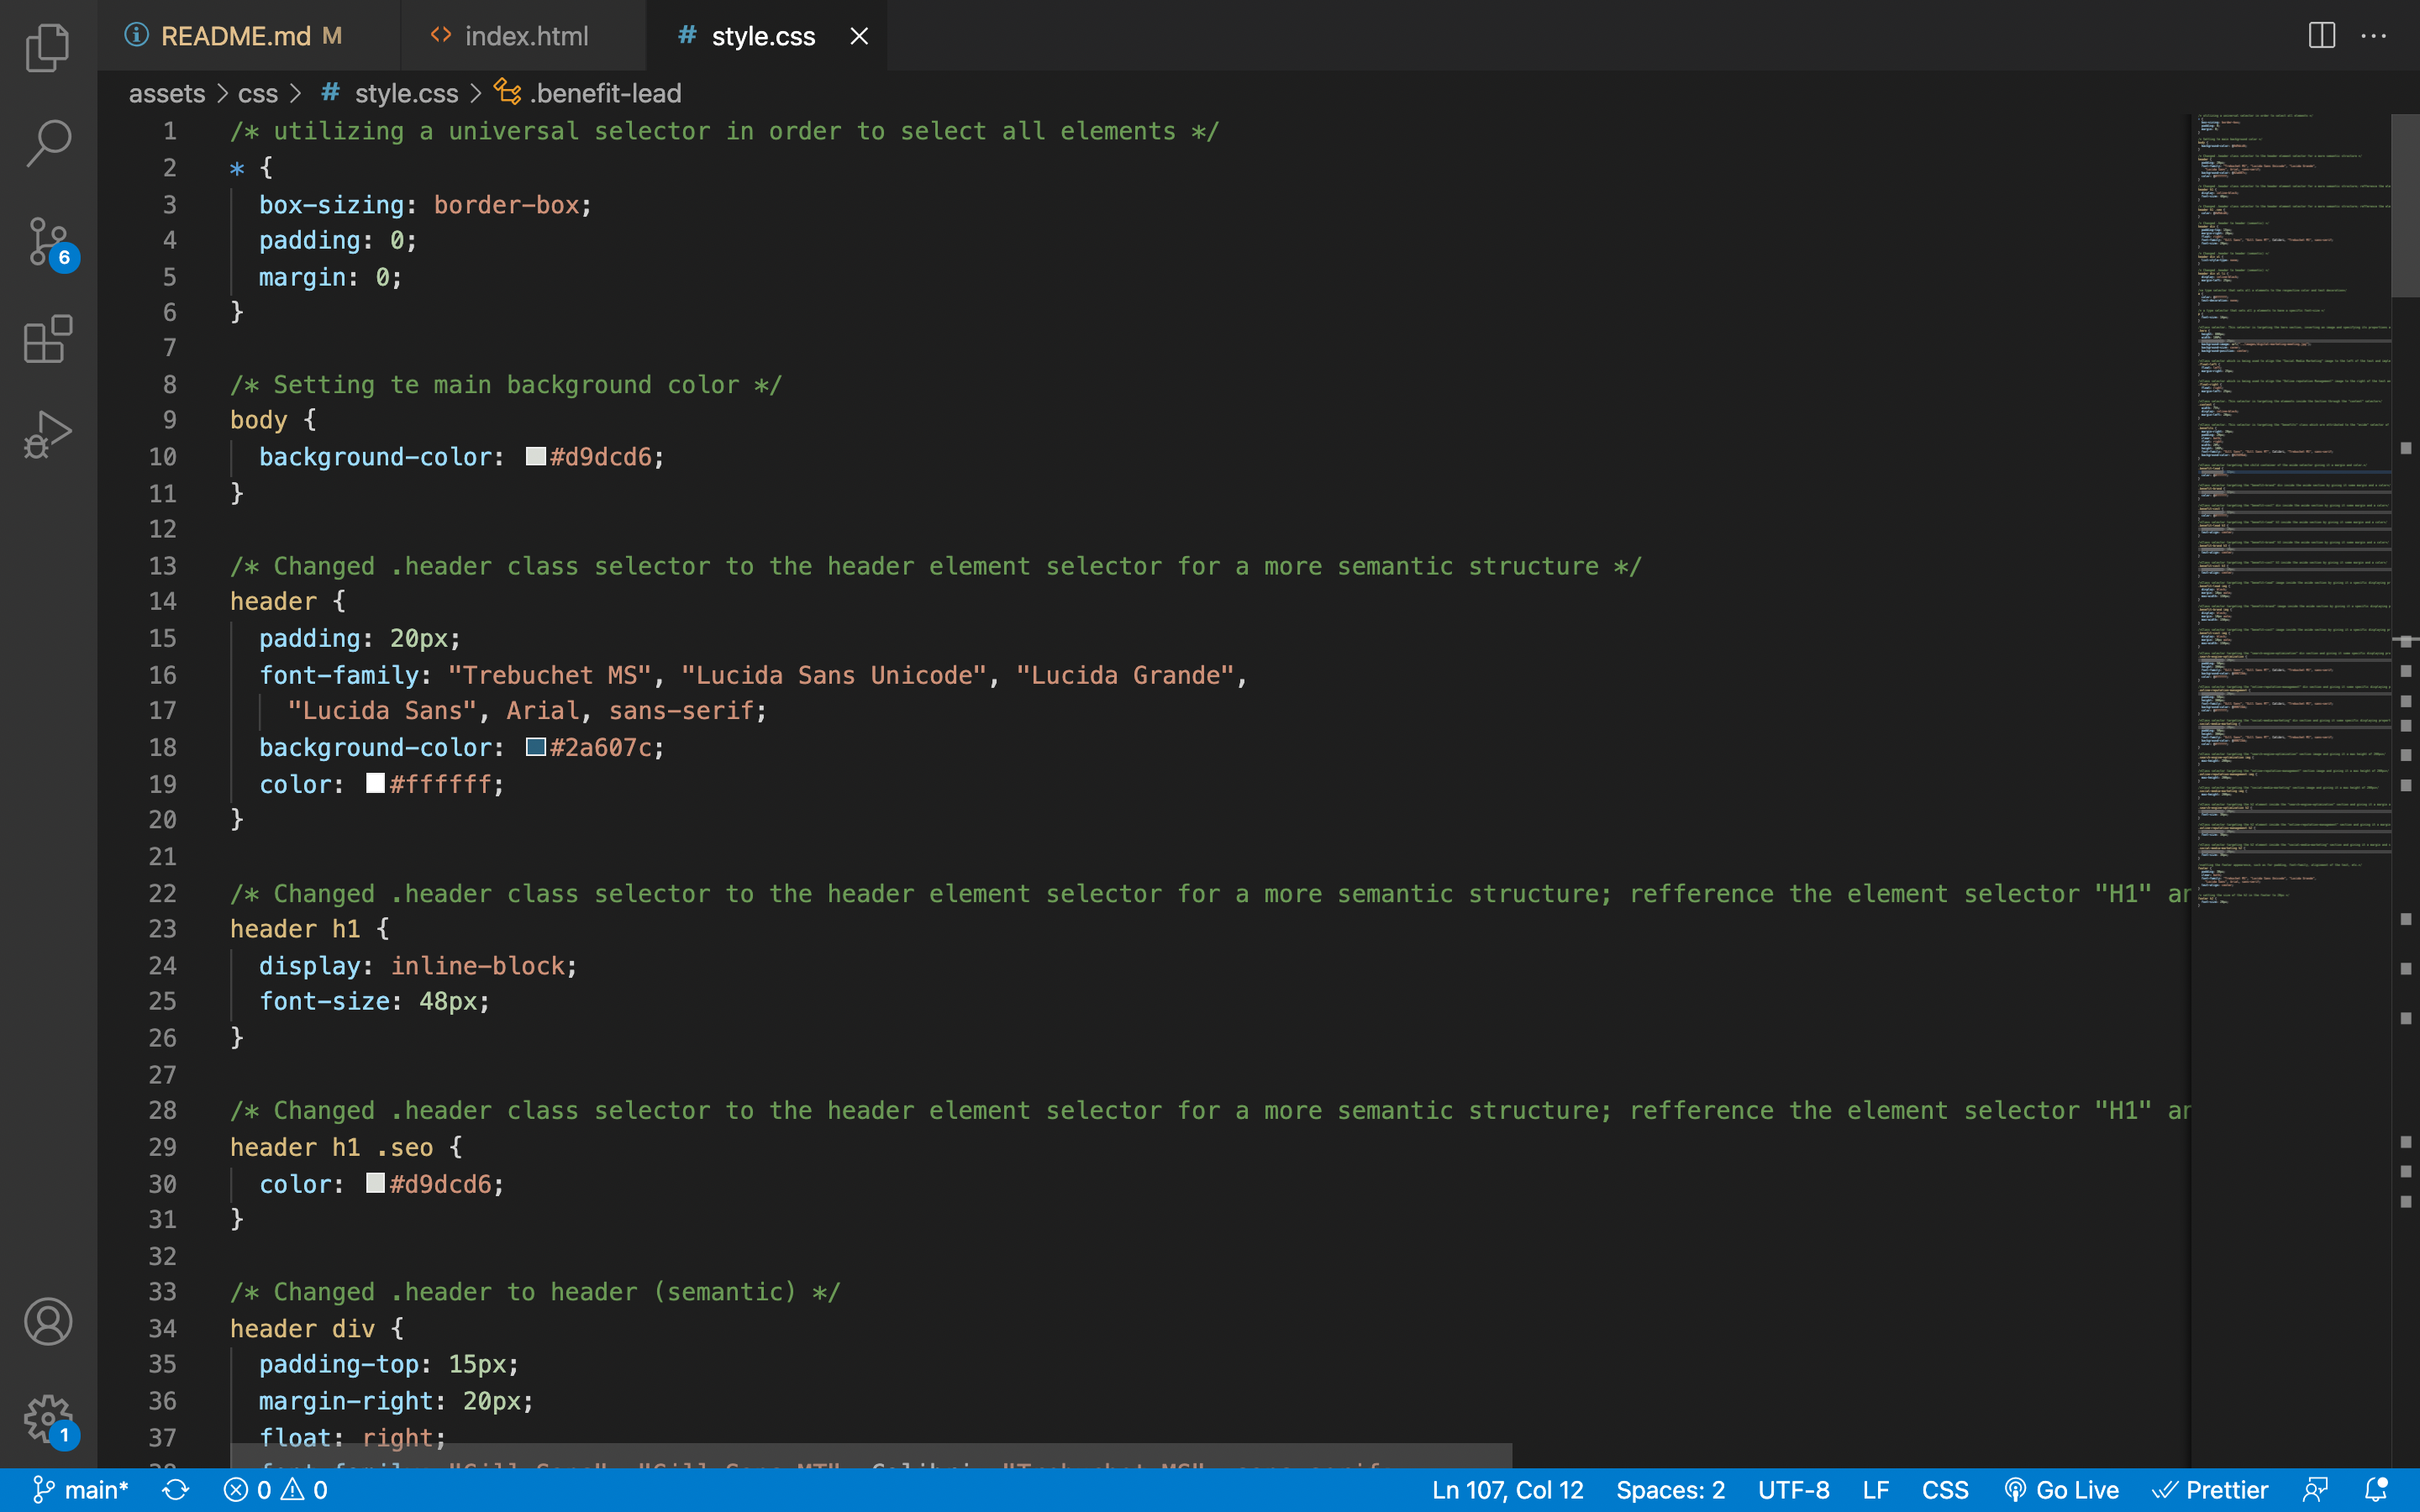 README.md M
index.html
# style.css
assets > css > # style.css > .benefit-lead
1 /* utilizing a universal selector in order to select all elements */
2 * {
3 box-sizing: border-box;
4 padding: 0;
5 margin: 0;
6 }
7
8 /* Setting te main background color */
9 body {
10 background-color: #d9dcd6;
11 }
12
13 /* Changed .header class selector to the header element selector for a more semantic structure */
14 header {
15 padding: 20px;
16 font-family: "Trebuchet MS", "Lucida Sans Unicode", "Lucida Grande",
17 "Lucida Sans", Arial, sans-serif;
18 background-color: #2a607c;
19 color: #ffffff;
20 }
21
22 /* Changed .header class selector to the header element selector for a more semantic structure; refference the element selector "H1" ar
23 header h1 {
24 display: inline-block;
25 font-size: 48px;
26 }
27
28 /* Changed .header class selector to the header element selector for a more semantic structure; refference the element selector "H1" ar
29 header h1 .seo {
30 color: #d9dcd6;
31 }
32
33 /* Changed .header to header (semantic) */
34 header div {
35 padding-top: 15px;
36 margin-right: 20px;
37 float: right;
6
1
main* 0 0 Ln 107, Col 12 Spaces: 2 UTF-8 LF CSS Go Live Prettier